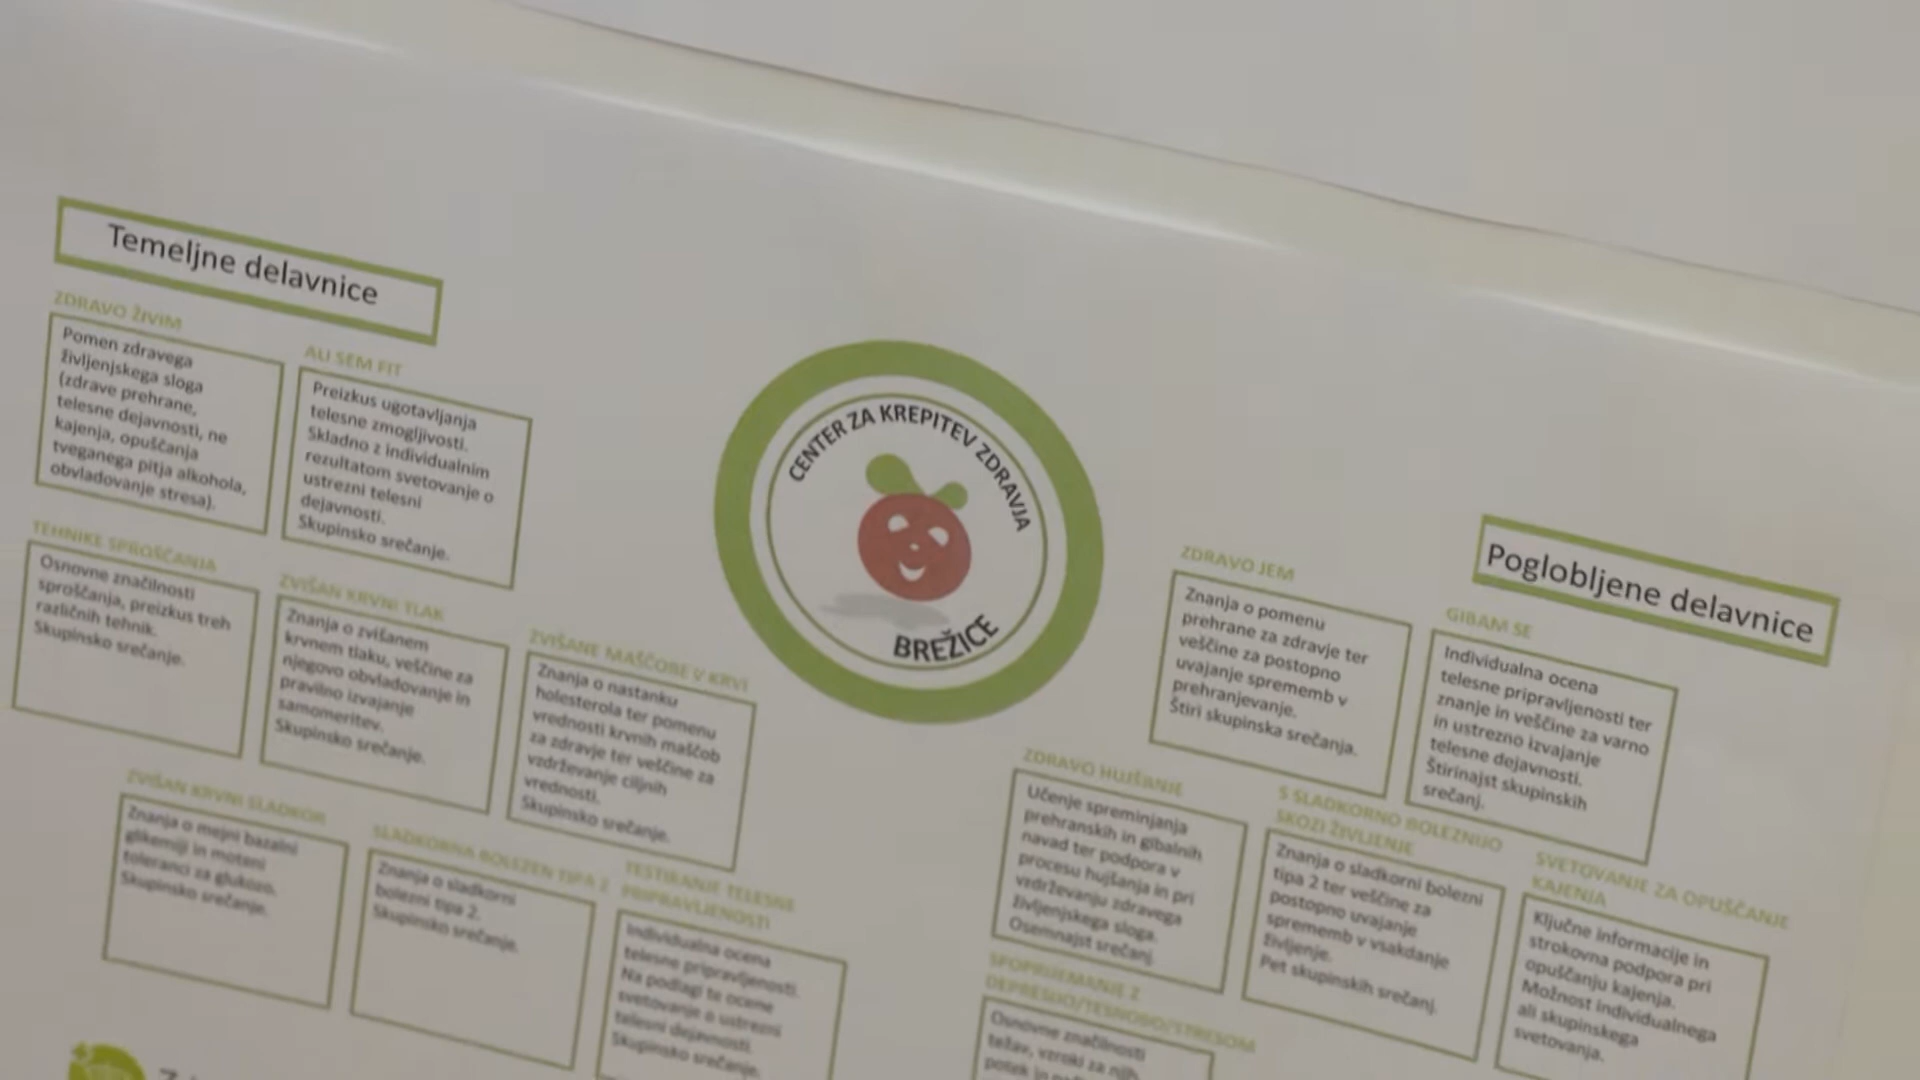 Temeljne delavnice
ZDRAVO ŽIVIM
Pomen zdravega
življenjskega sloga
(zdrave prehrane,
telesne dejavnosti, ne
kajenja, opuščanja
tveganega pitja alkohola,
obvladovanje stresa).
ALI SEM FIT
Preizkus ugotavljanja
telesne zmogljivosti.
Skladno z individualnim
rezultatom svetovanje o
ustrezni telesni
dejavnosti.
Skupinsko srečanje.
TEHNIKE SPROŠČANJA
Osnovne značilnosti
sproščanja, preizkus treh
različnih tehnik.
Skupinsko srečanje.
ZVIŠAN KRVNI TLAK
Znanja o zvišanem
krvnem tlaku, veščine za
njegovo obvladovanje in
pravilno izvajanje
samomeritev.
Skupinsko srečanje.
ZVIŠANE MAŠČOBE V KRVI
Znanja o nastanku
holesterola ter pomenu
vrednosti krvnih maščob
za zdravje ter veščine za
vzdrževanje ciljnih
vrednosti.
Skupinsko srečanje.
ZVIŠAN KRVNI SLADKOR
Znanja o mejni bazalni
glikemiji in moteni
toleranci za glukozo.
Skupinsko srečanje.
SLADKORNA BOLEZEN TIPA 2
Znanja o sladkorni
bolezni tipa 2.
Skupinsko srečanje.
TESTIRANJE TELESNE
PRIPRAVLJENOSTI
Individualna ocena
telesne pripravljenosti.
Na podlagi te ocene
svetovanje o ustrezni
telesni dejavnosti.
Skupinsko srečanje.
CENTER ZA KREPITEV ZDRAVJA
BREŽICE
Poglobljene delavnice
ZDRAVO JEM
Znanja o pomenu
prehrane za zdravje ter
veščine za postopno
uvajanje sprememb v
prehranjevanje.
Štiri skupinska srečanja.
GIBAM SE
Individualna ocena
telesne pripravljenosti ter
znanje in veščine za varno
in ustrezno izvajanje
telesne dejavnosti.
Štirinajst skupinskih
srečanj.
ZDRAVO HUJŠANJE
Učenje spreminjanja
prehranskih in gibalnih
navad ter podpora v
procesu hujšanja in pri
vzdrževanju zdravega
življenjskega sloga.
Osemnajst srečanj.
S SLADKORNO BOLEZNIJO
SKOZI ŽIVLJENJE
Znanja o sladkorni bolezni
tipa 2 ter veščine za
postopno uvajanje
sprememb v vsakdanje
življenje.
Pet skupinskih srečanj.
SVETOVANJE ZA OPUŠČANJE
KAJENJA
Ključne informacije in
strokovna podpora pri
opuščanju kajenja.
Možnost individualnega
ali skupinskega
svetovanja.
SPOPRIJEMANJE Z
DEPRESIJO/TESNOBO/STRESOM
Osnovne značilnosti
težav, vzroki za njih,